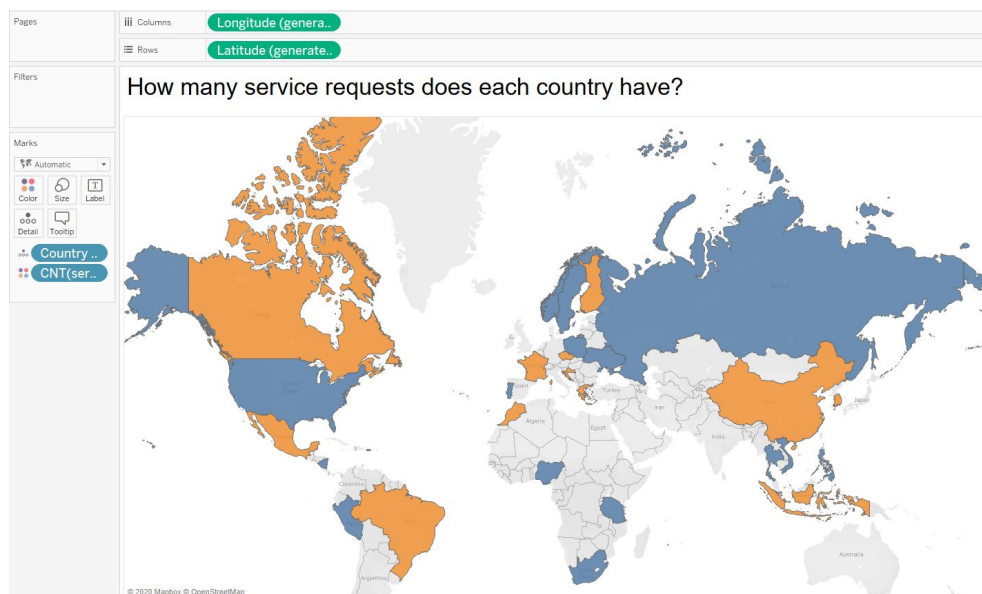 Pages
Columns
Longitude (genera..
Rows
Latitude (generate..
Filters
How many service requests does each country have?
Marks
Automatic
Color
Size
Label
T
Detail
Tooltip
Country ..
CNT(ser..
Spain
Turkey
Japan
Algeria
Egypt
Iran
India
Colombia
Australia
Argentina
© 2020 Mapbox © OpenStreetMap